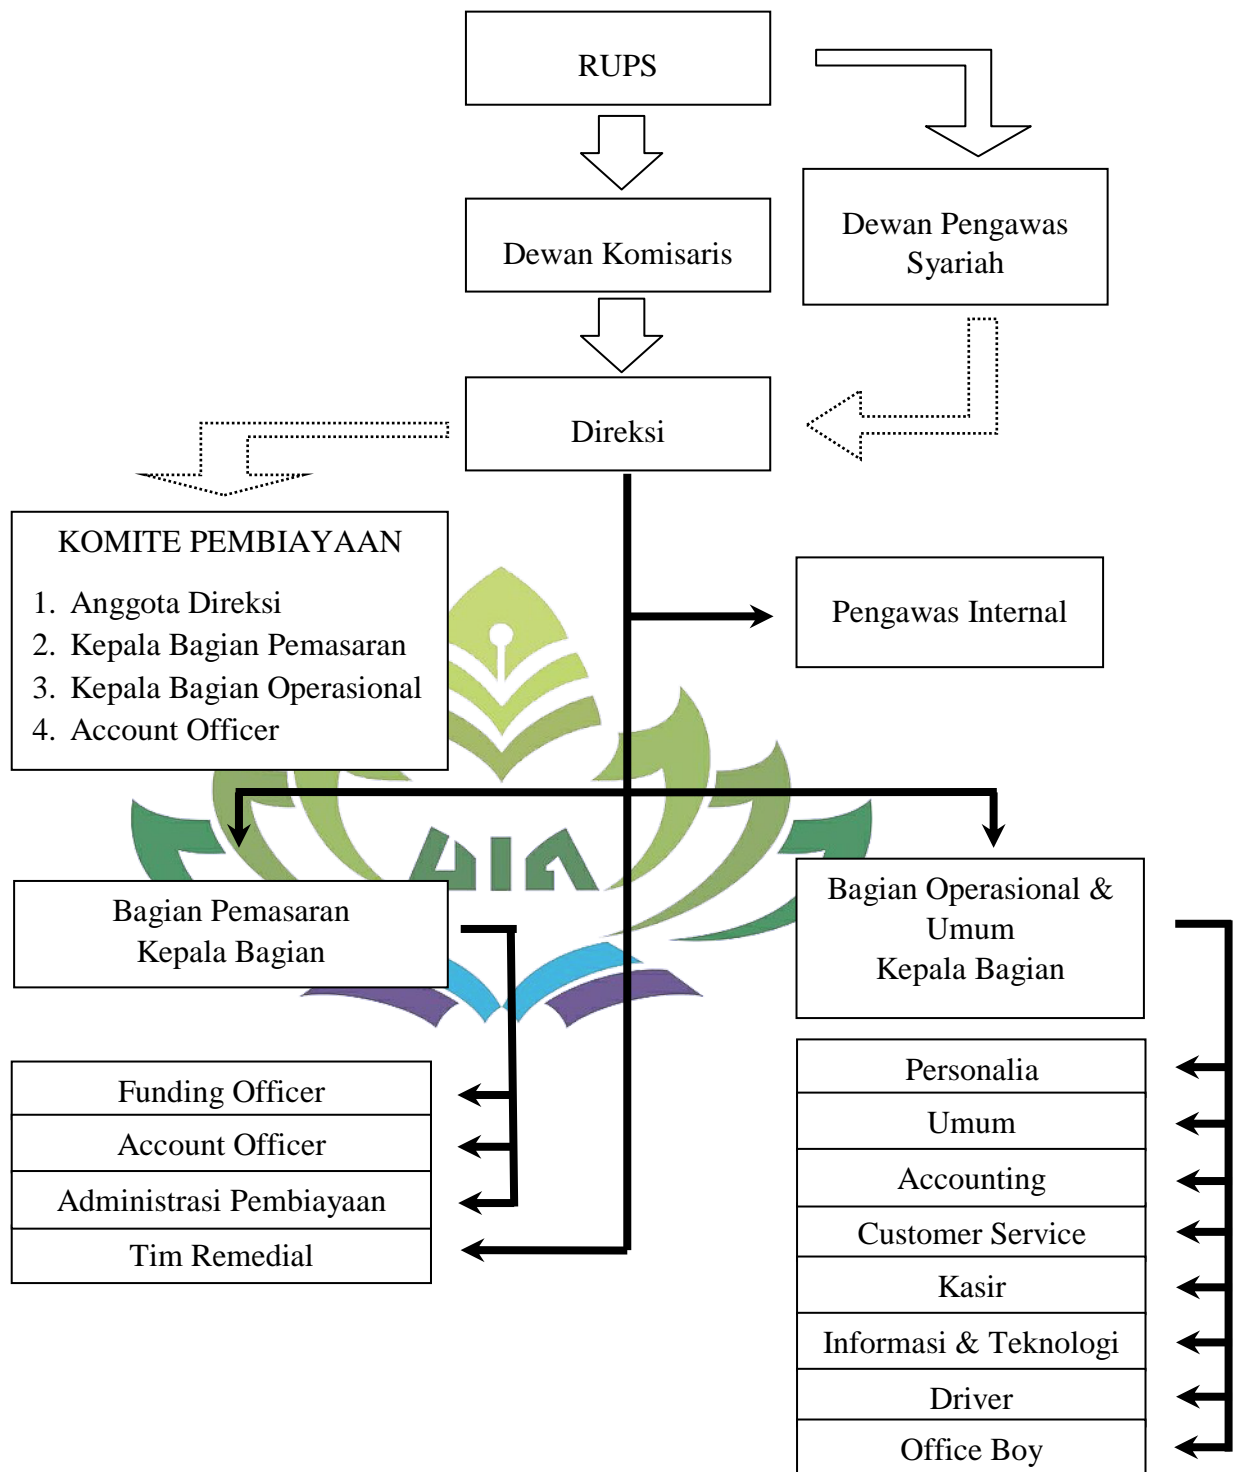 RUPS
Dewan Pengawas
Syariah
Dewan Komisaris
Direksi
KOMITE PEMBIAYAAN
1. Anggota Direksi
2. Kepala Bagian Pemasaran
3. Kepala Bagian Operasional
4. Account Officer
Pengawas Internal
Bagian Pemasaran
Kepala Bagian
Bagian Operasional &
Umum
Kepala Bagian
Funding Officer
Account Officer
Administrasi Pembiayaan
Tim Remedial
Personalia
Umum
Accounting
Customer Service
Kasir
Informasi & Teknologi
Driver
Office Boy